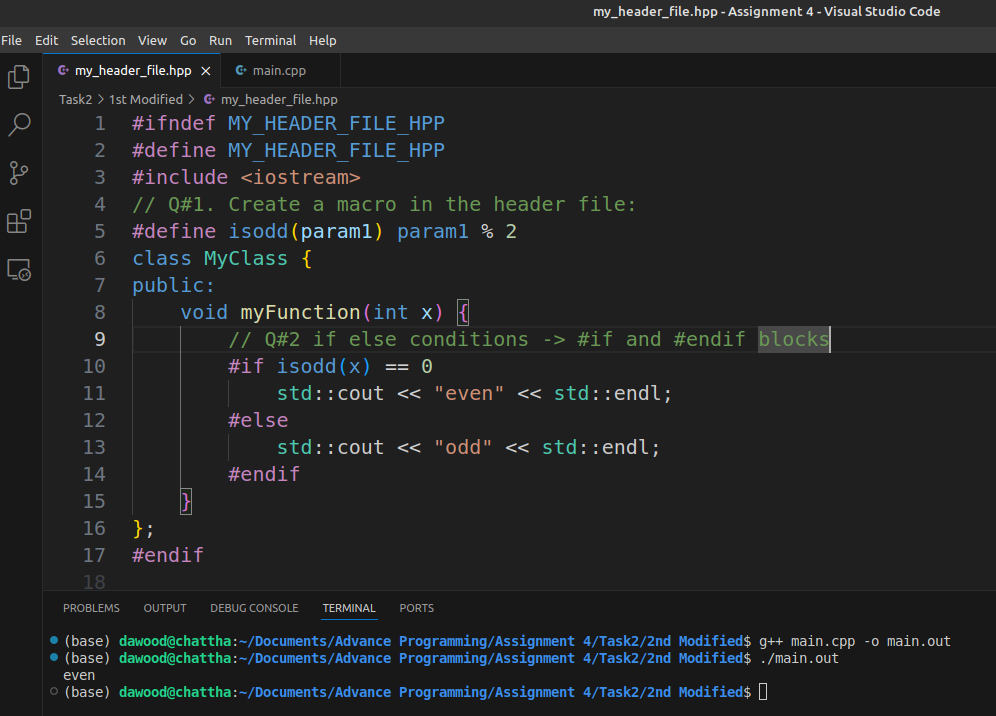 my_header_file.hpp - Assignment 4 - Visual Studio Code
File Edit Selection View Go Run Terminal Help
my_header_file.hpp × main.cpp
Task2 > 1st Modified > my_header_file.hpp
1 #ifndef MY_HEADER_FILE_HPP
2 #define MY_HEADER_FILE_HPP
3 #include <iostream>
4 // Q#1. Create a macro in the header file:
5 #define isodd(param1) param1 % 2
6 class MyClass {
7 public:
8     void myFunction(int x) {
9         // Q#2 if else conditions -> #if and #endif blocks
10         #if isodd(x) == 0
11             std::cout << "even" << std::endl;
12         #else
13             std::cout << "odd" << std::endl;
14         #endif
15     }
16 };
17 #endif
18
PROBLEMS OUTPUT DEBUG CONSOLE TERMINAL PORTS
(base) dawood@chattha:~/Documents/Advance Programming/Assignment 4/Task2/2nd Modified$ g++ main.cpp -o main.out
(base) dawood@chattha:~/Documents/Advance Programming/Assignment 4/Task2/2nd Modified$ ./main.out
even
(base) dawood@chattha:~/Documents/Advance Programming/Assignment 4/Task2/2nd Modified$